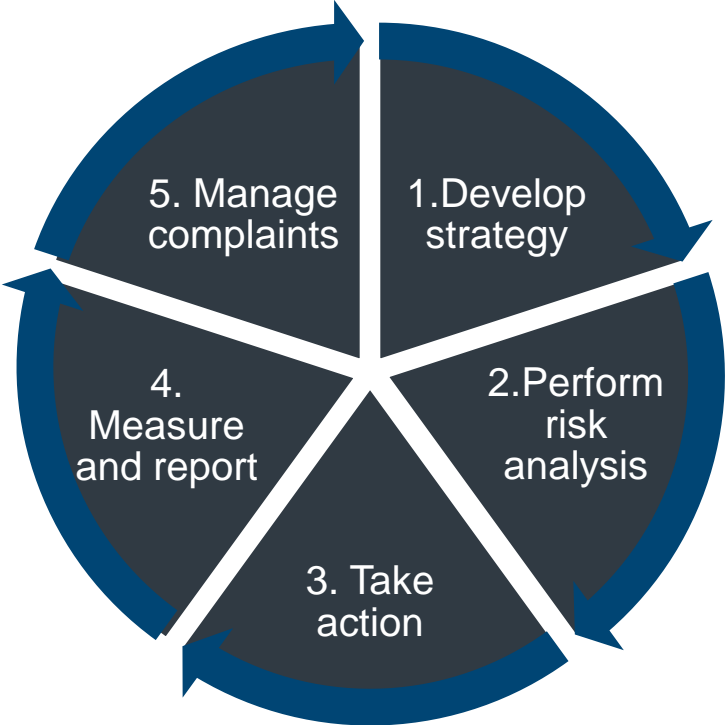 1.Develop
strategy
2.Perform
risk
analysis
3. Take
action
4.
Measure
and report
5. Manage
complaints